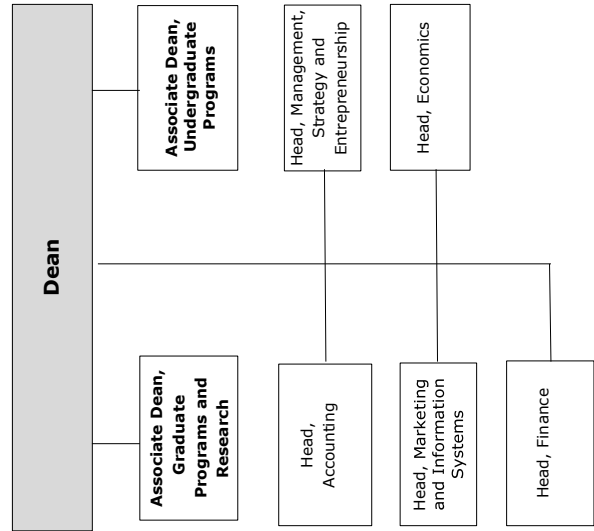 Dean
Associate Dean,
Graduate
Programs and
Research
Associate Dean,
Undergraduate
Programs
Head,
Accounting
Head, Management,
Strategy and
Entrepreneurship
Head, Marketing
and Information
Systems
Head, Economics
Head, Finance